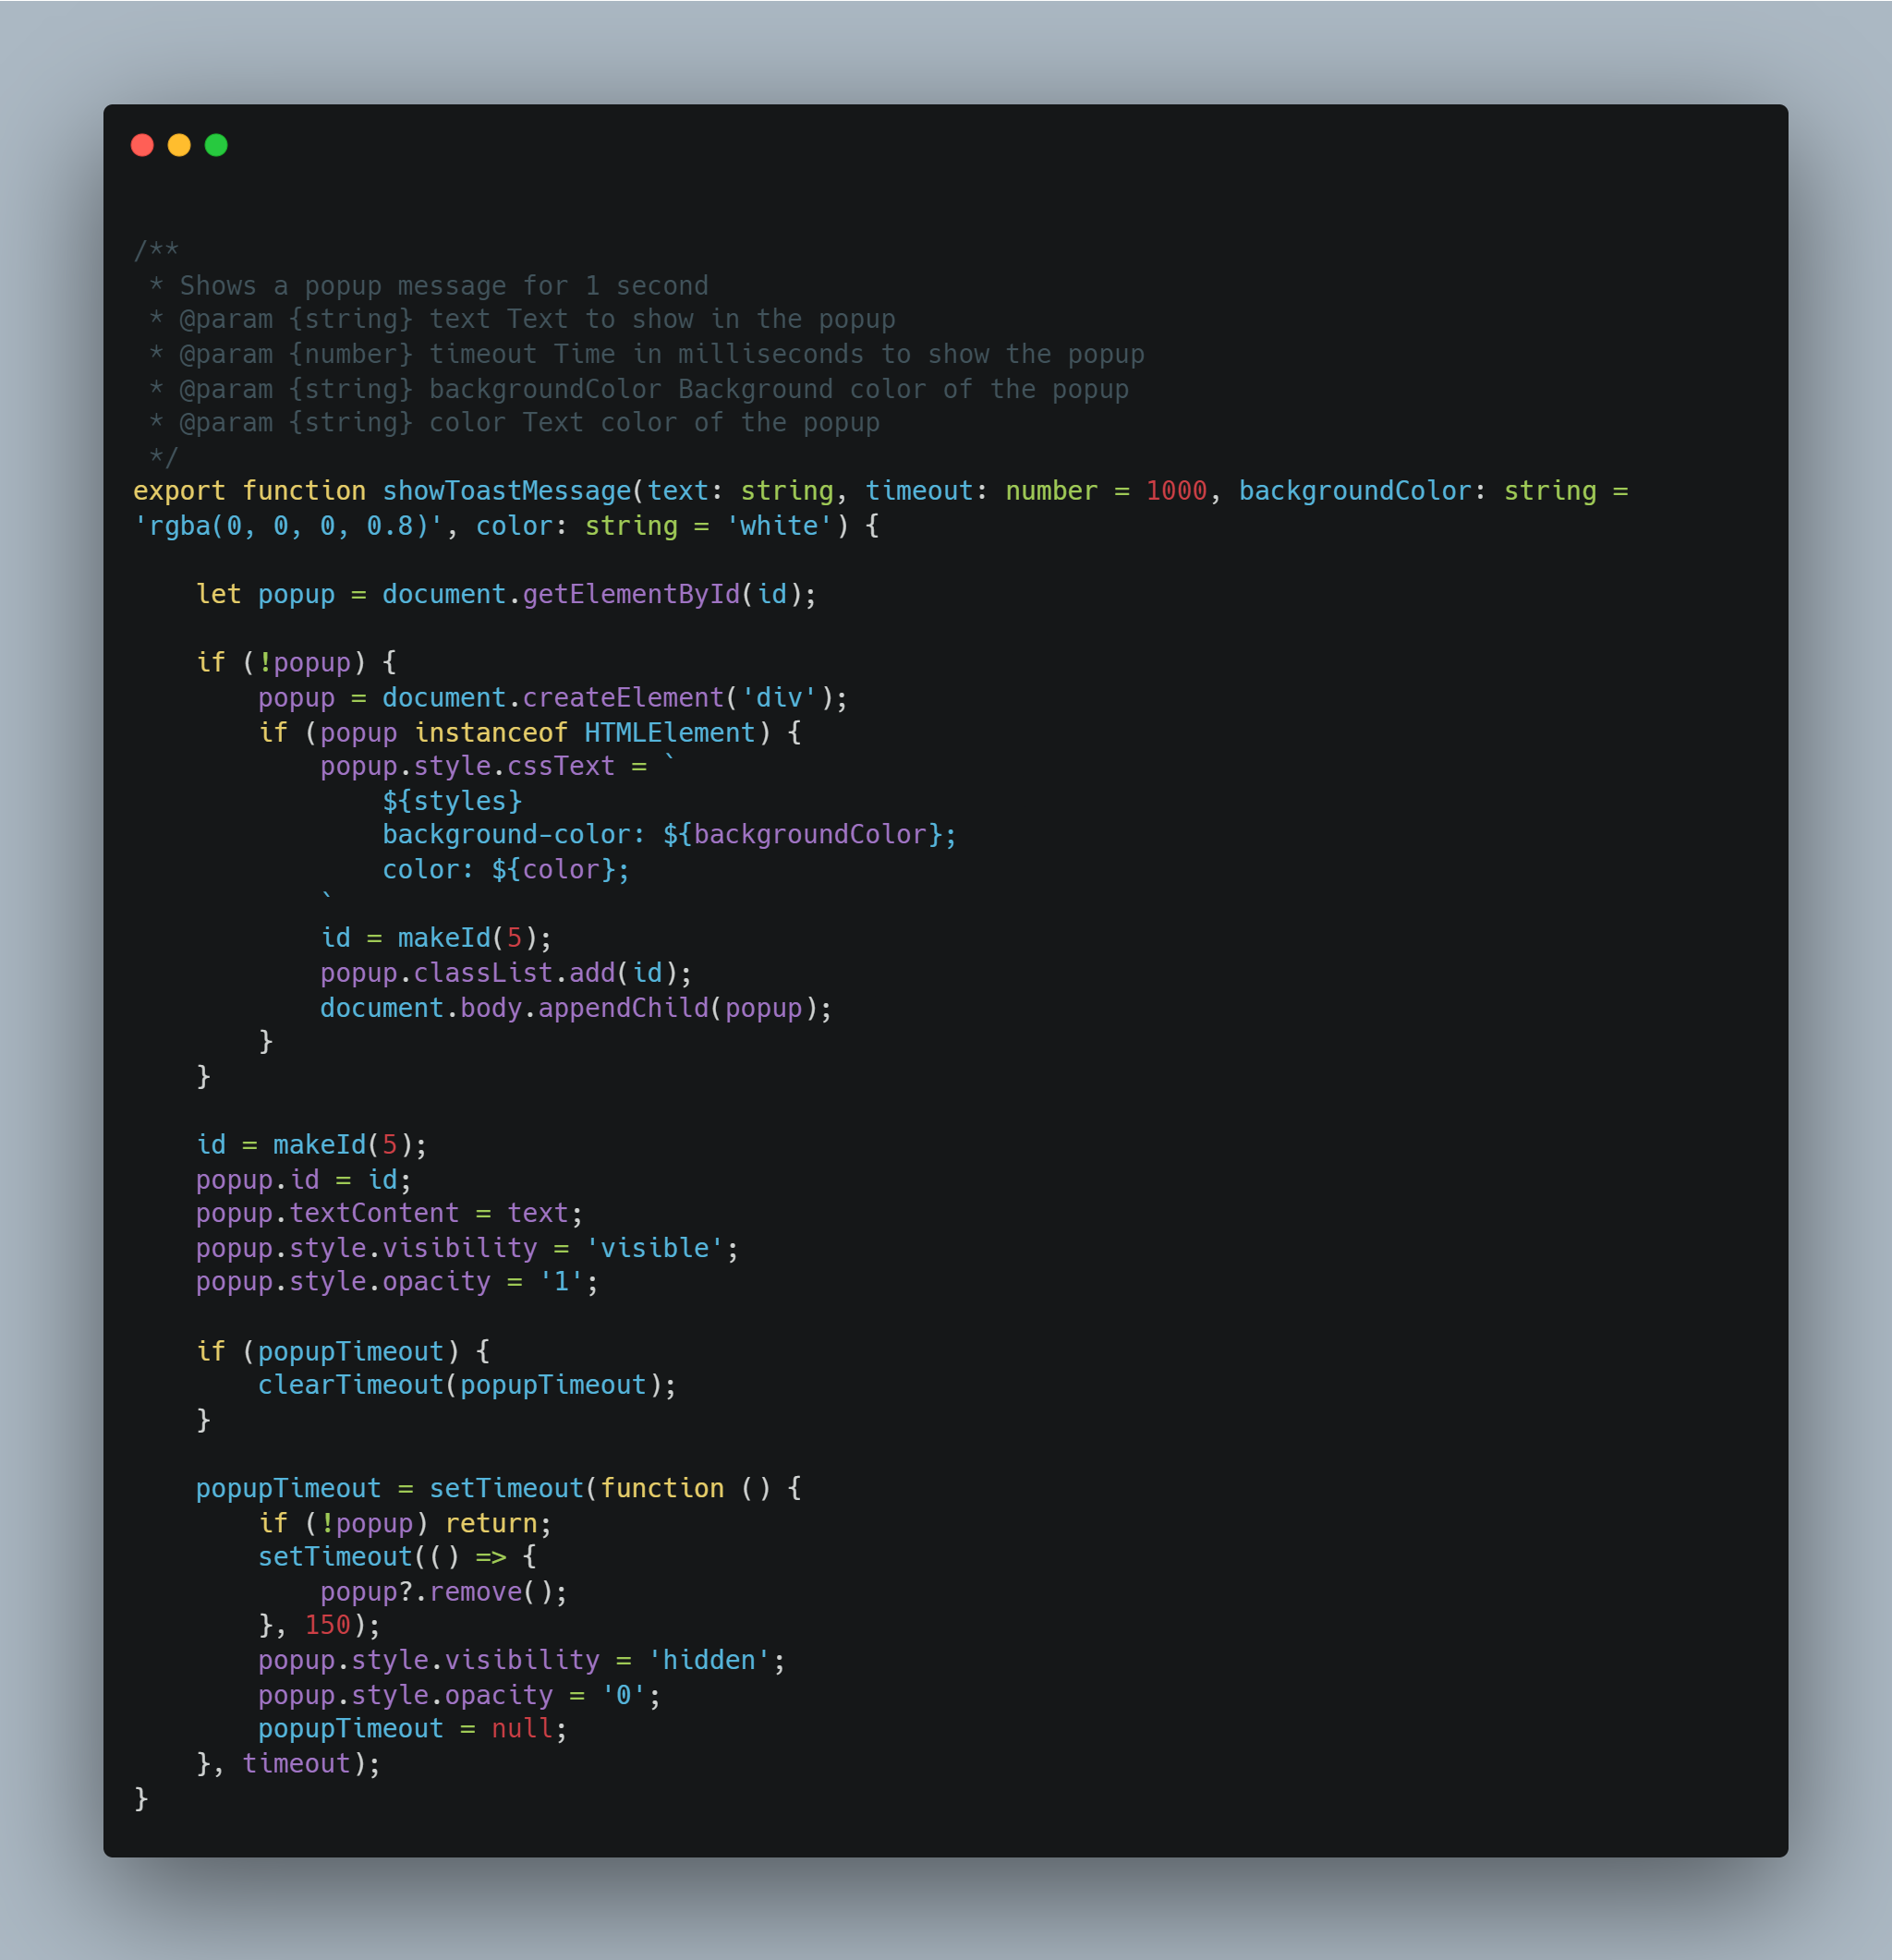 /**
 * Shows a popup message for 1 second
 * @param {string} text Text to show in the popup
 * @param {number} timeout Time in milliseconds to show the popup
 * @param {string} backgroundColor Background color of the popup
 * @param {string} color Text color of the popup
 */
export function showToastMessage(text: string, timeout: number = 1000, backgroundColor: string =
'rgba(0, 0, 0, 0.8)', color: string = 'white') {

    let popup = document.getElementById(id);

    if (!popup) {
        popup = document.createElement('div');
        if (popup instanceof HTMLElement) {
            popup.style.cssText = `
                ${styles}
                background-color: ${backgroundColor};
                color: ${color};
            `
            id = makeId(5);
            popup.classList.add(id);
            document.body.appendChild(popup);
        }
    }

    id = makeId(5);
    popup.id = id;
    popup.textContent = text;
    popup.style.visibility = 'visible';
    popup.style.opacity = '1';

    if (popupTimeout) {
        clearTimeout(popupTimeout);
    }

    popupTimeout = setTimeout(function () {
        if (!popup) return;
        setTimeout(() => {
            popup?.remove();
        }, 150);
        popup.style.visibility = 'hidden';
        popup.style.opacity = '0';
        popupTimeout = null;
    }, timeout);
}